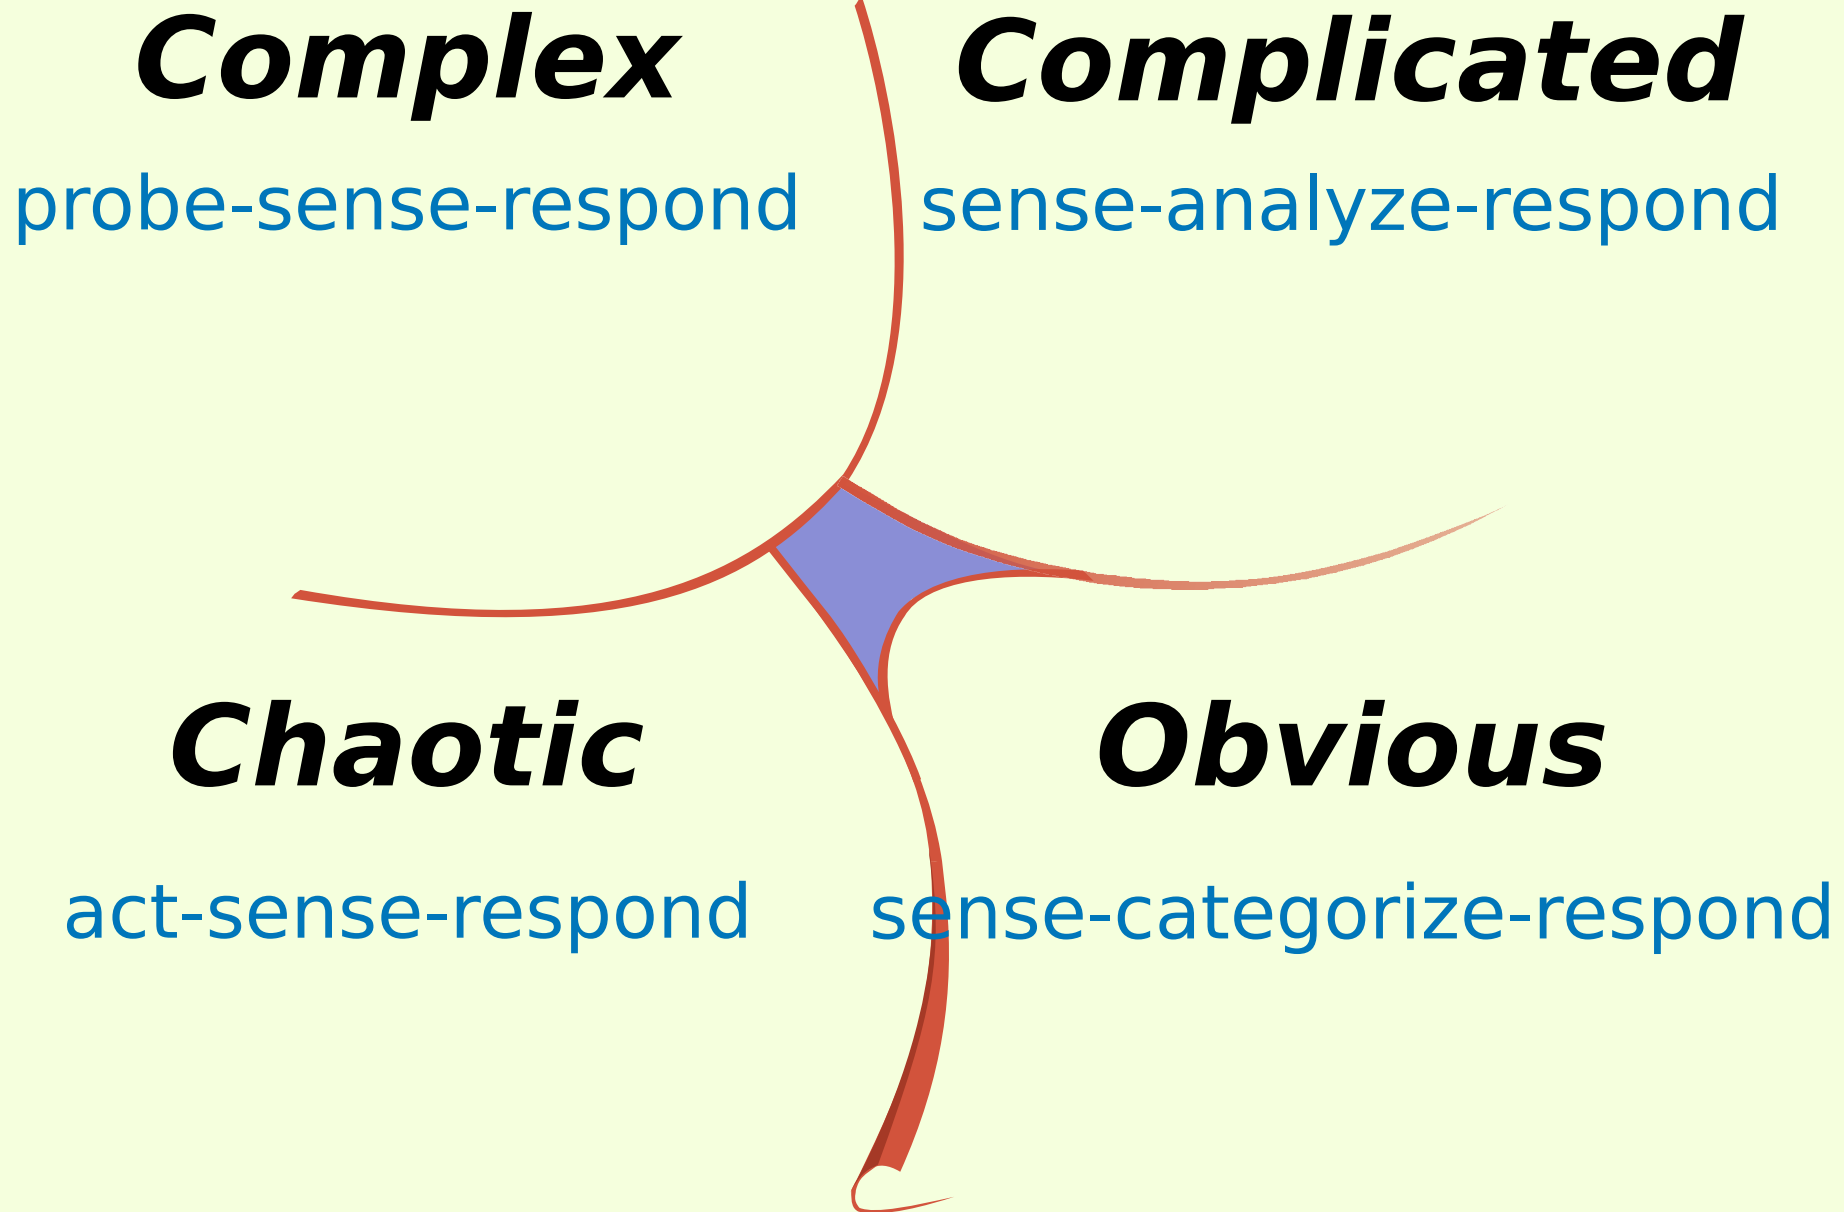 Complex
probe-sense-respond
Complicated
sense-analyze-respond
Chaotic
act-sense-respond
Obvious
sense-categorize-respond